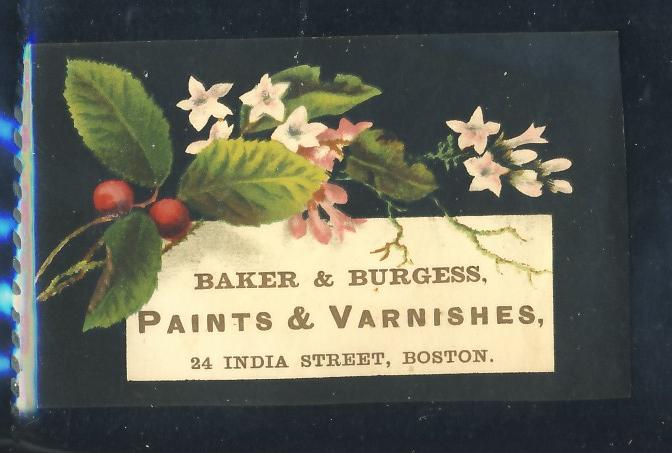 BAKER & BURGESS,
PAINTS & VARNISHES,
24 INDIA STREET, BOSTON.